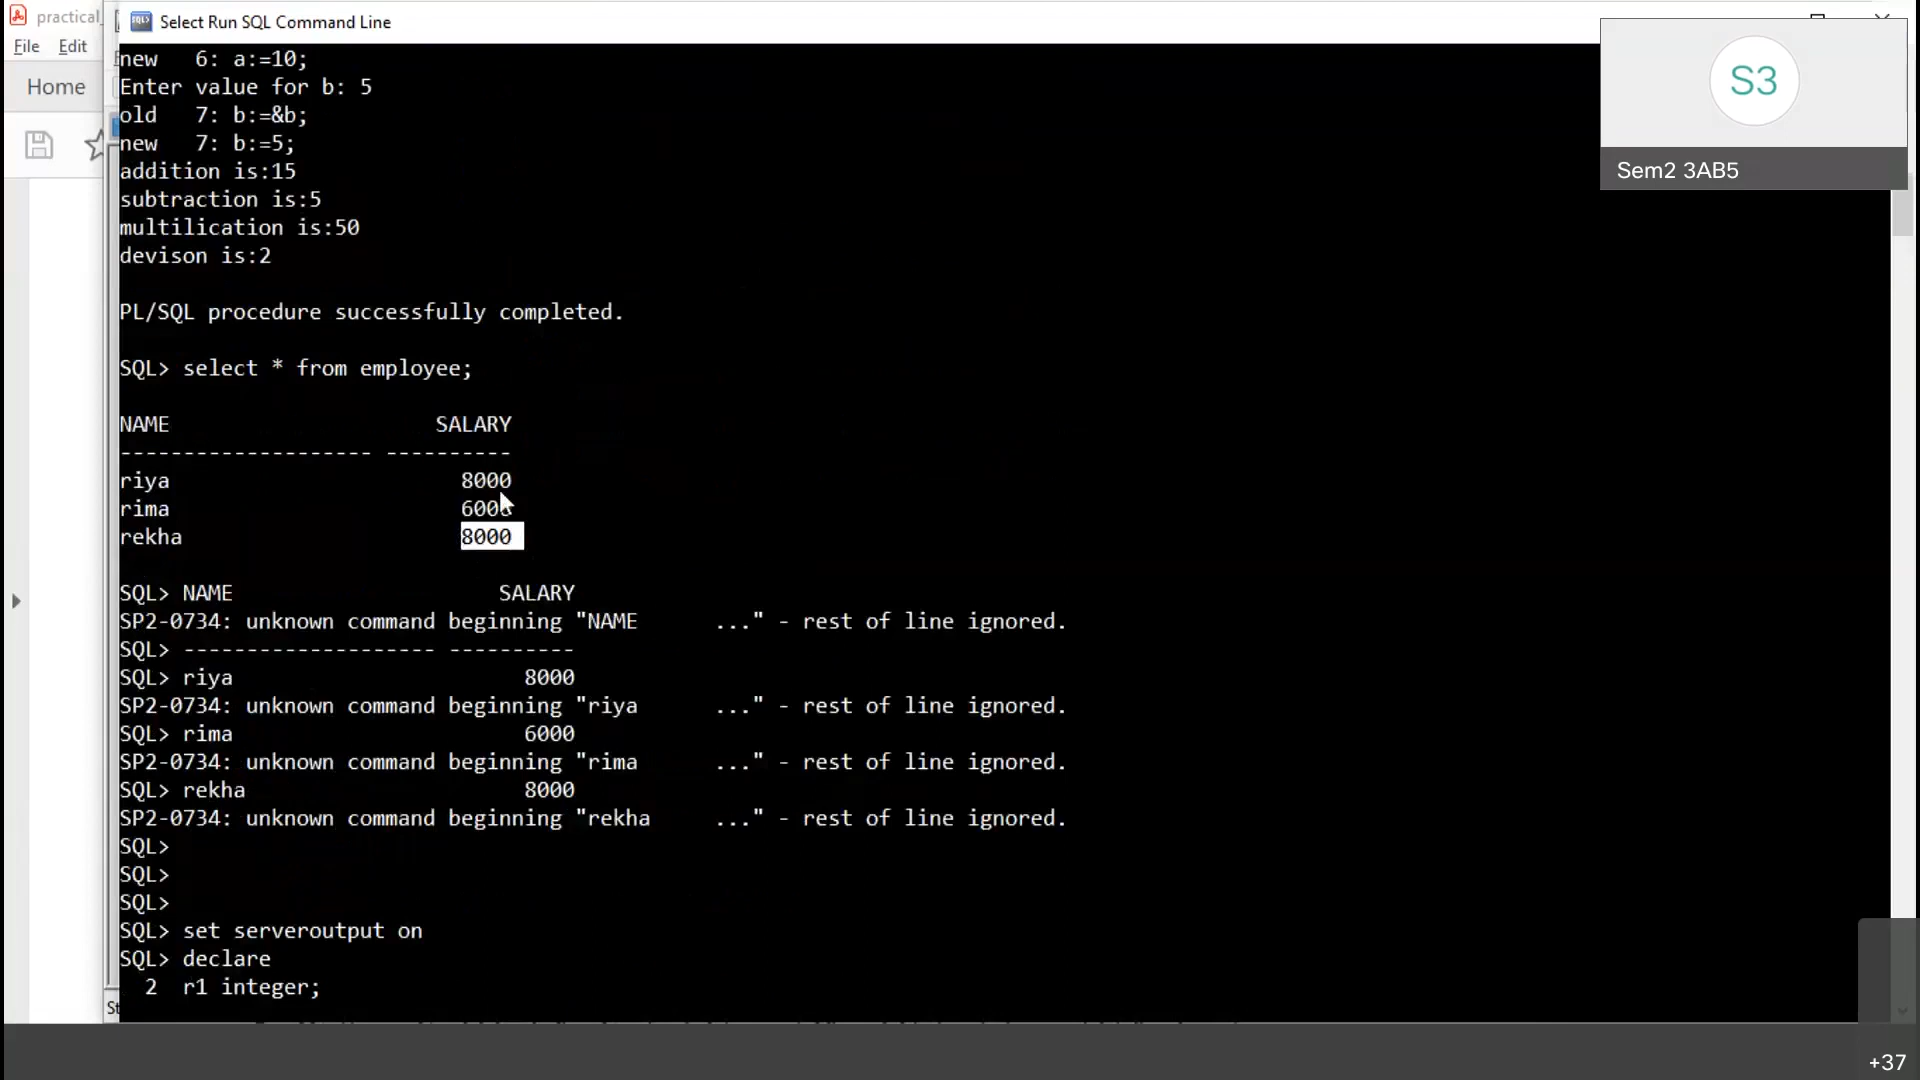 practical_
Select Run SQL Command Line
File Edit
Home
new   6: a:=10;
Enter value for b: 5
old   7: b:=&b;
new   7: b:=5;
addition is:15
subtraction is:5
multilication is:50
devison is:2
PL/SQL procedure successfully completed.
SQL> select * from employee;
NAME                     SALARY
-------------------- ----------
riya                       8000
rima                       6000
rekha                      8000
SQL> NAME                     SALARY
SP2-0734: unknown command beginning "NAME      ..." - rest of line ignored.
SQL> -------------------- ----------
SQL> riya                       8000
SP2-0734: unknown command beginning "riya      ..." - rest of line ignored.
SQL> rima                       6000
SP2-0734: unknown command beginning "rima      ..." - rest of line ignored.
SQL> rekha                      8000
SP2-0734: unknown command beginning "rekha     ..." - rest of line ignored.
SQL>
SQL>
SQL>
SQL> set serveroutput on
SQL> declare
  2  r1 integer;
S3
Sem2 3AB5
+37